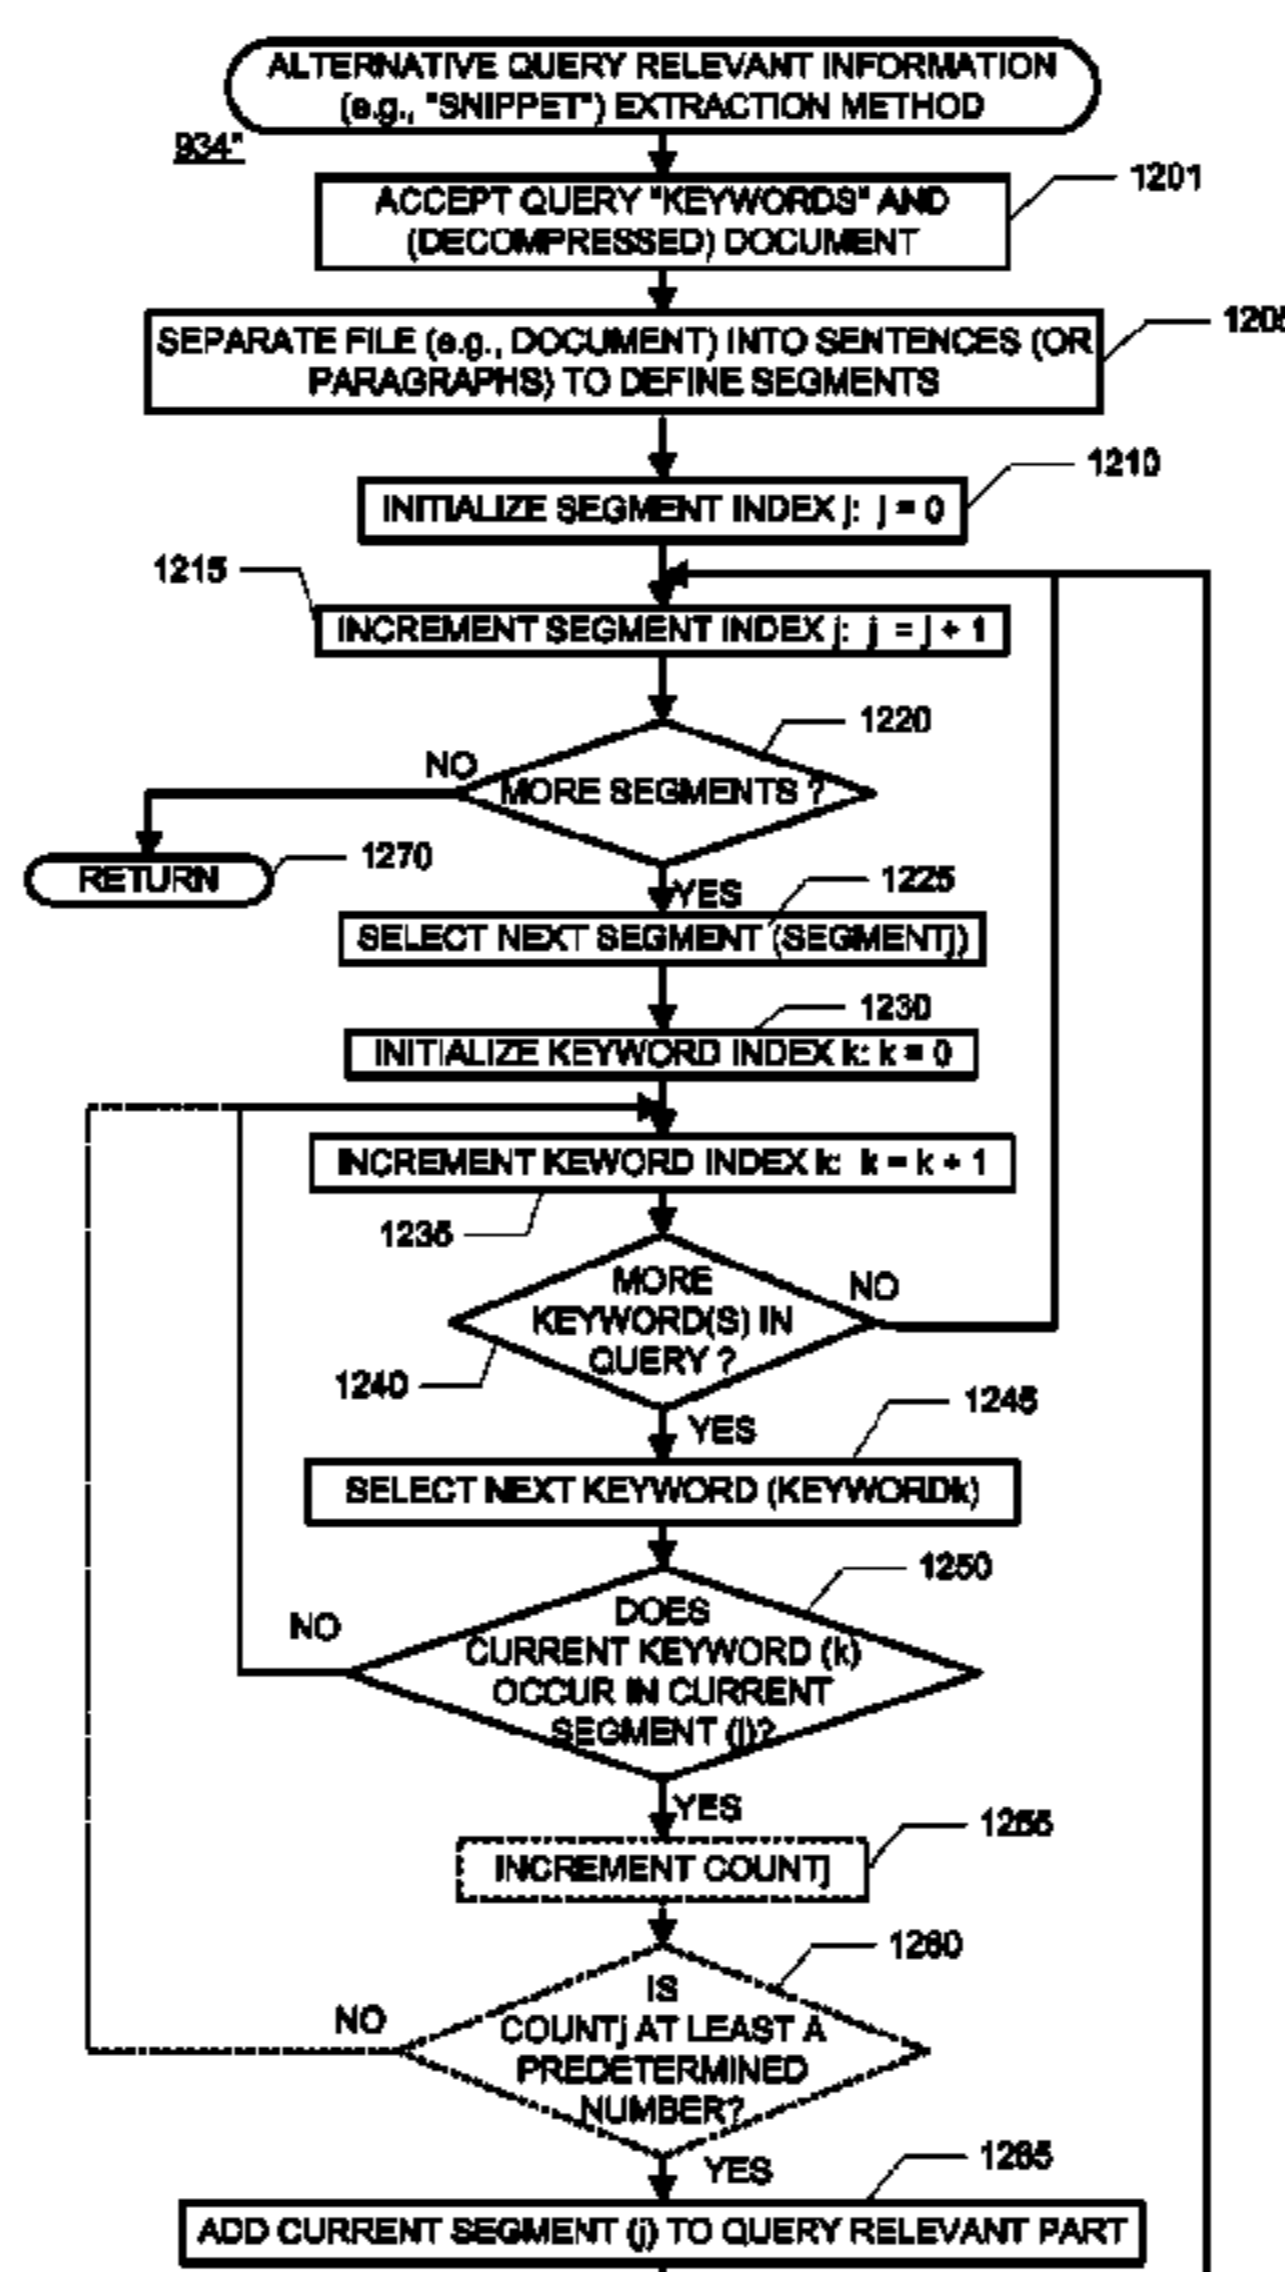 ALTERNATIVE QUERY RELEVANT INFORMATION
(e.g., "SNIPPET") EXTRACTION METHOD
934"
1201
ACCEPT QUERY "KEYWORDS" AND
(DECOMPRESSED) DOCUMENT
1205
SEPARATE FILE (e.g., DOCUMENT) INTO SENTENCES (OR
PARAGRAPHS) TO DEFINE SEGMENTS
1210
INITIALIZE SEGMENT INDEX j: j = 0
1215
INCREMENT SEGMENT INDEX j: j = j + 1
1220
NO
MORE SEGMENTS ?
1270
RETURN
YES
1225
SELECT NEXT SEGMENT (SEGMENTj)
1230
INITIALIZE KEYWORD INDEX k: k = 0
INCREMENT KEWORD INDEX k: k = k + 1
1235
MORE
KEYWORD(S) IN
QUERY ?
NO
1240
YES
1245
SELECT NEXT KEYWORD (KEYWORDk)
1250
NO
DOES
CURRENT KEYWORD (k)
OCCUR IN CURRENT
SEGMENT (j)?
YES
1255
INCREMENT COUNTj
1260
NO
IS
COUNTj AT LEAST A
PREDETERMINED
NUMBER?
YES
1265
ADD CURRENT SEGMENT (j) TO QUERY RELEVANT PART